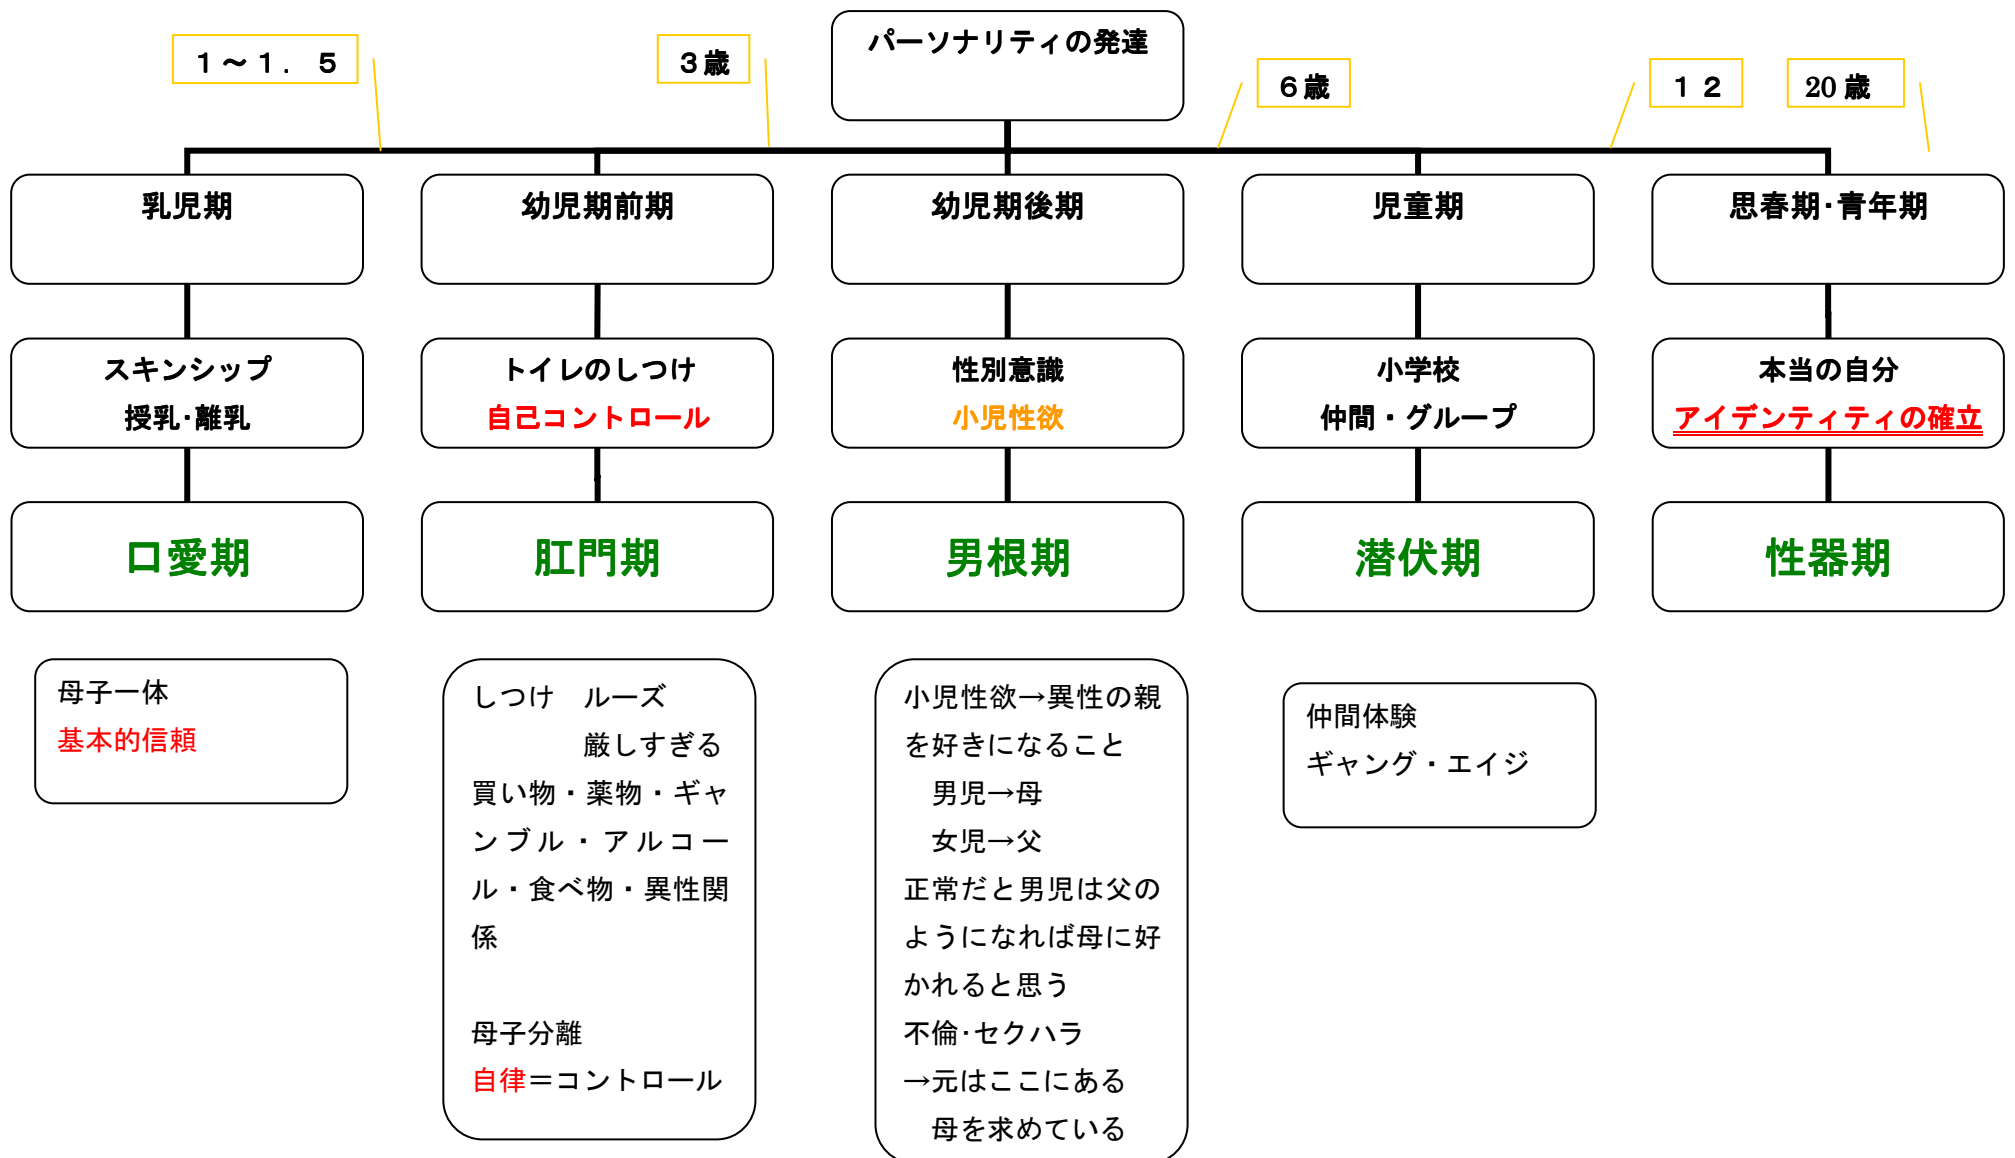 パーソナリティの発達
１～１．５
３歳
６歳
１２
20歳
乳児期
幼児期前期
幼児期後期
児童期
思春期･青年期
スキンシップ
授乳･離乳
トイレのしつけ
自己コントロール
性別意識
小児性欲
小学校
仲間・グループ
本当の自分
アイデンティティの確立
口愛期
肛門期
男根期
潜伏期
性器期
母子一体
基本的信頼
しつけ　ルーズ
厳しすぎる
買い物・薬物・ギャ
ンブル・アルコー
ル・食べ物・異性関
係
母子分離
自律＝コントロール
小児性欲→異性の親
を好きになること
男児→母
女児→父
正常だと男児は父の
ようになれば母に好
かれると思う
不倫･セクハラ
→元はここにある
母を求めている
仲間体験
ギャング・エイジ